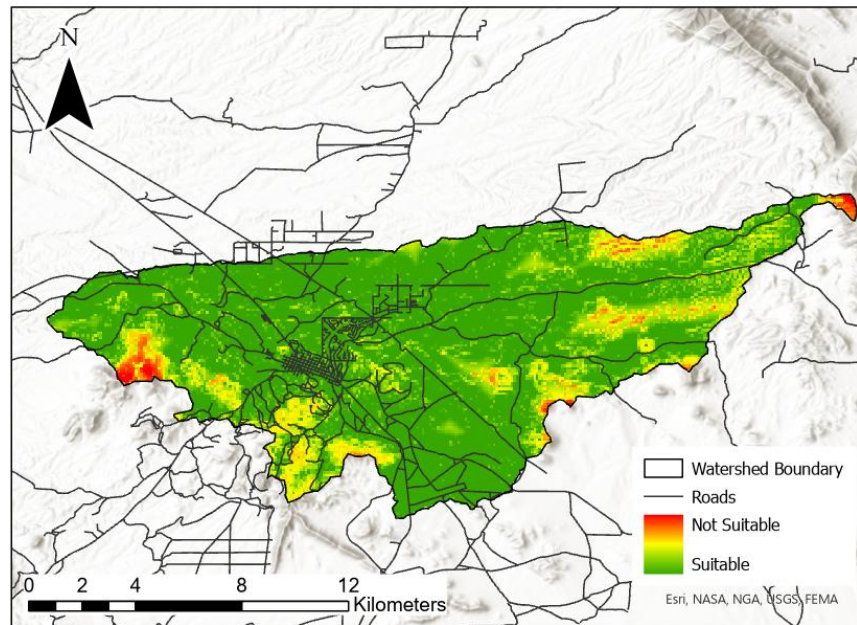 N
Watershed Boundary
Roads
Not Suitable
Suitable
0 2 4 8 12
Kilometers
Esri, NASA, NGA, USGS, FEMA